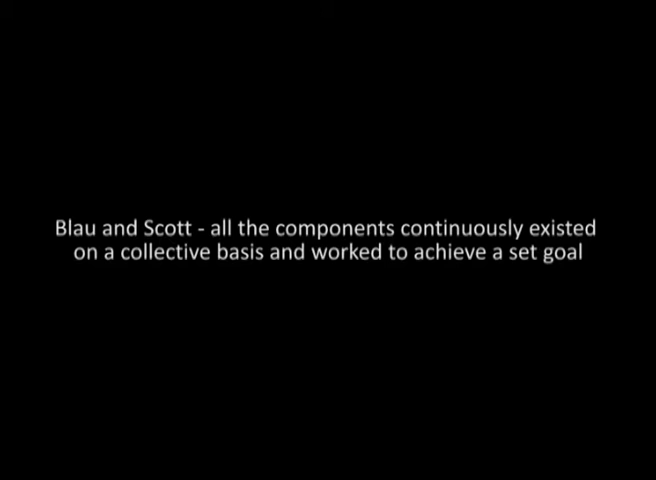 Blau and Scott - all the components continuously existed
on a collective basis and worked to achieve a set goal